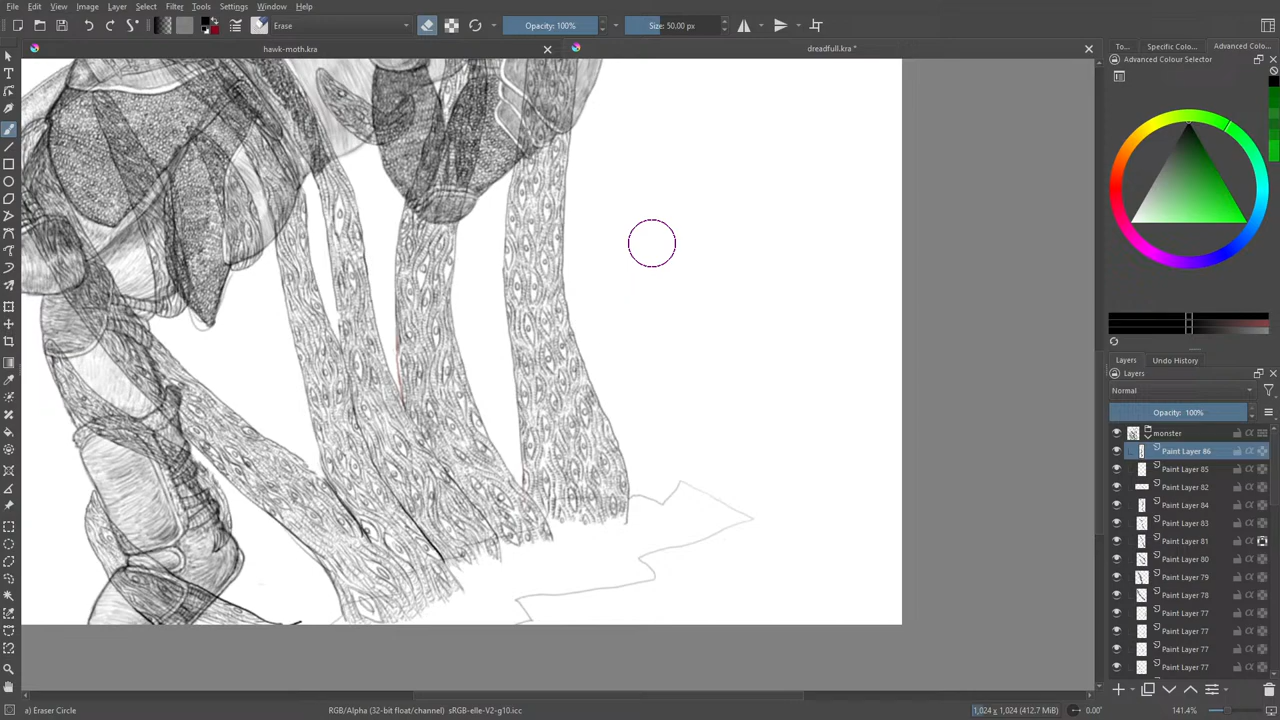 File Edit View Image Layer Select Filter Tools Settings Window Help
Erase Opacity: 100% Size: 50.00 px
hawk-moth.kra dreadfull.kra *
To... Specific Colo... Advanced Colo...
Advanced Colour Selector
Layers Undo History
Layers
Normal
Opacity: 100%
monster
Paint Layer 86
Paint Layer 85
Paint Layer 82
Paint Layer 84
Paint Layer 83
Paint Layer 81
Paint Layer 80
Paint Layer 79
Paint Layer 78
Paint Layer 77
Paint Layer 77
Paint Layer 77
Paint Layer 77
a) Eraser Circle RGB/Alpha (32-bit float/channel) sRGB-elle-V2-g10.icc 1,024 x 1,024 (412.7 MiB) 0.00° 141.4%